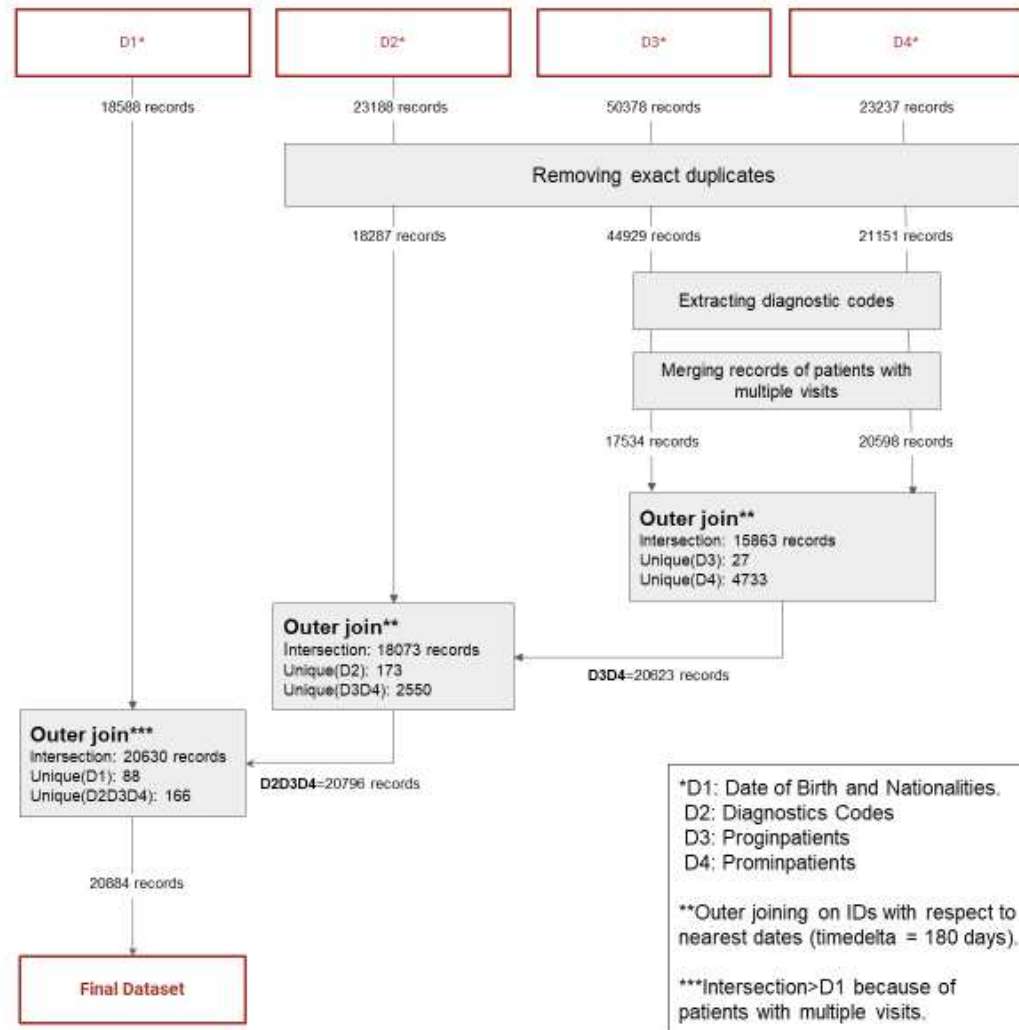 D1*
D2*
D3*
D4*
18588 records
23188 records
50378 records
23237 records
Removing exact duplicates
18287 records
44929 records
21151 records
Extracting diagnostic codes
Merging records of patients with
multiple visits
17534 records
20598 records
Outer join**
Intersection: 15863 records
Unique(D3): 27
Unique(D4): 4733
Outer join**
Intersection: 18073 records
Unique(D2): 173
Unique(D3D4): 2550
D3D4=20623 records
Outer join***
Intersection: 20630 records
Unique(D1): 88
Unique(D2D3D4): 166
D2D3D4=20796 records
20884 records
Final Dataset
*D1: Date of Birth and Nationalities.
D2: Diagnostics Codes
D3: Proginpatients
D4: Prominpatients
**Outer joining on IDs with respect to
nearest dates (timedelta = 180 days).
***Intersection>D1 because of
patients with multiple visits.